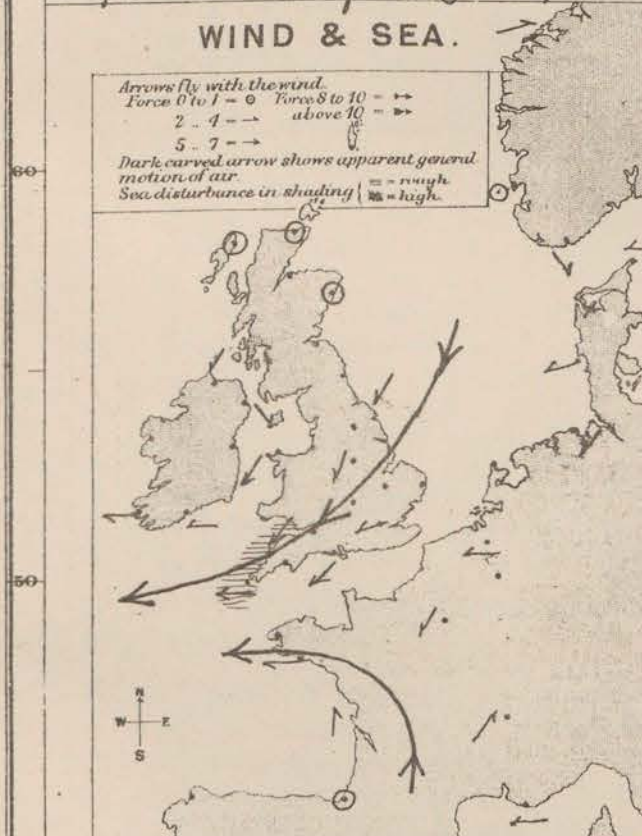 WIND & SEA.
Arrows fly with the wind.
Force 0 to 1 = ⊙ Force 8 to 10 =
2 .. 4 = → above 10 =
5 .. 7 = →
Dark carved arrow shows apparent general
motion of air.
Sea disturbance in shading { = rough.
= high.
60
50
N
W E
S